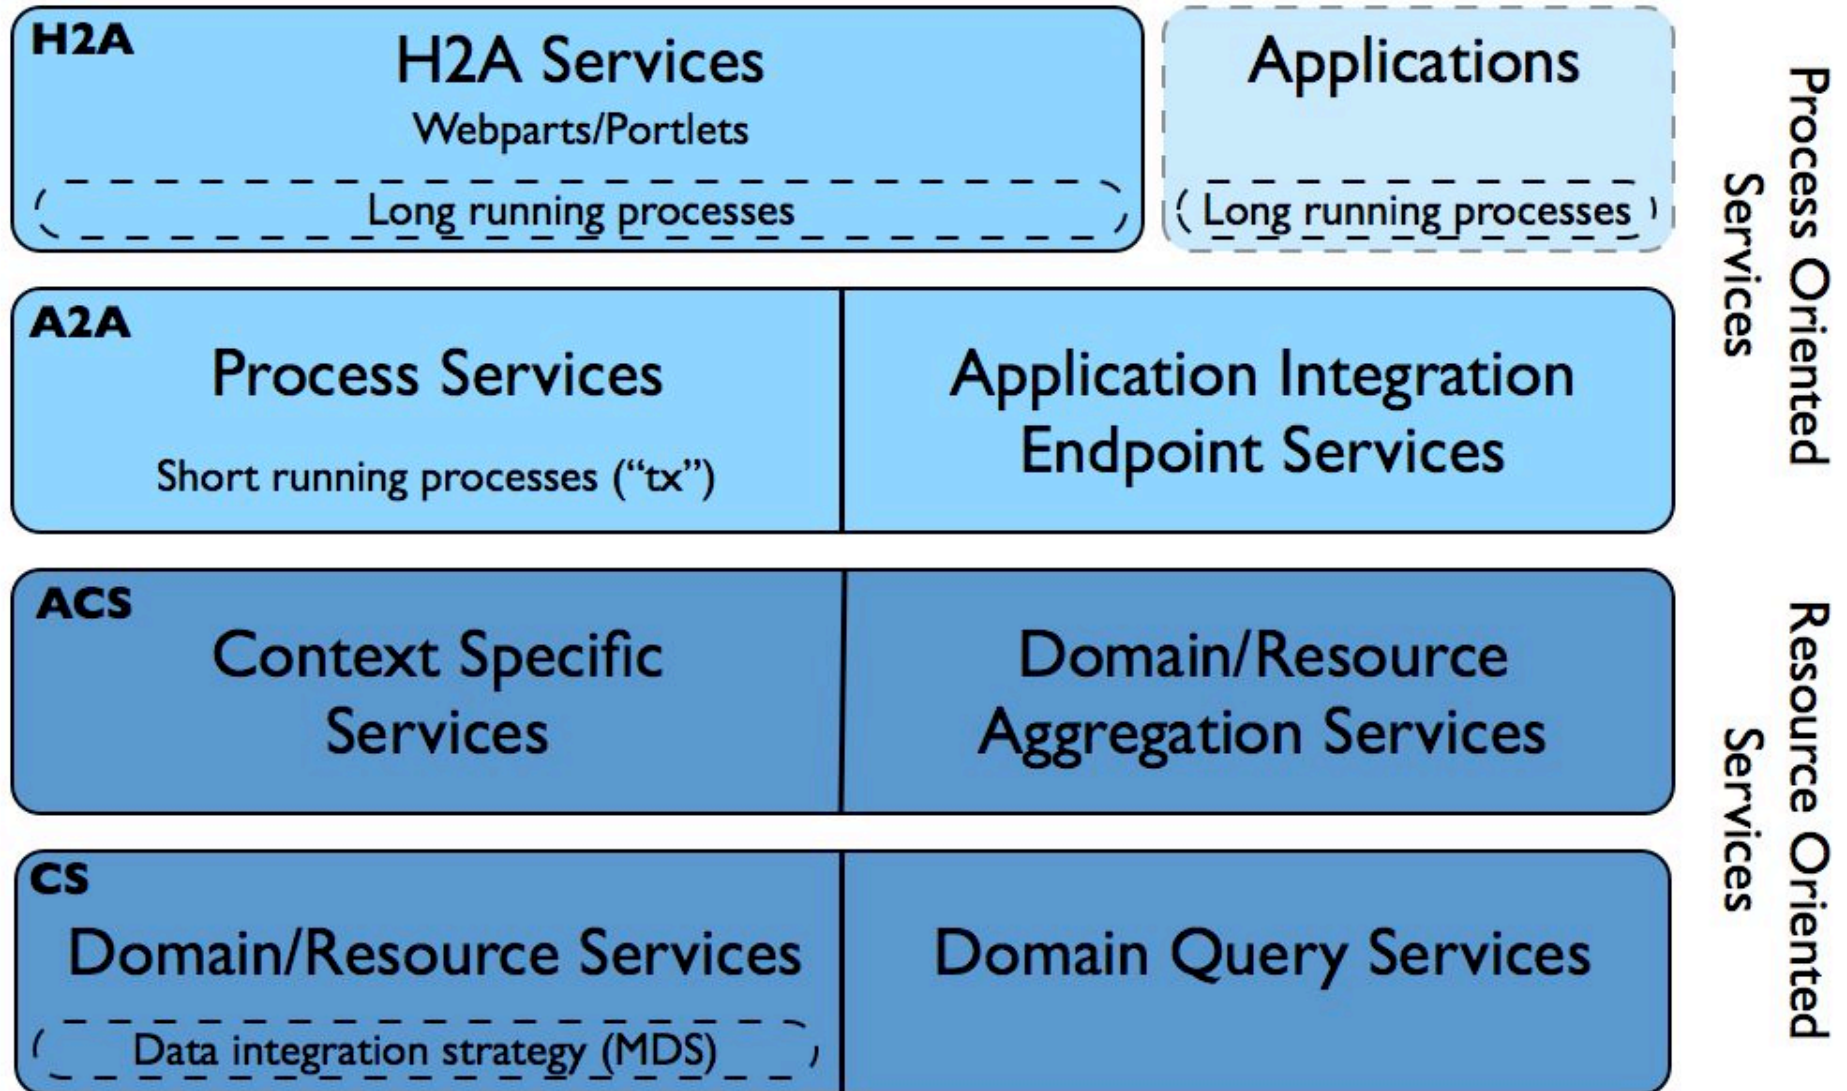 H2A
H2A Services
Webparts/Portlets
Long running processes
Applications
Long running processes
A2A
Process Services
Short running processes (“tx”)
Application Integration
Endpoint Services
Process Oriented
Services
ACS
Context Specific
Services
Domain/Resource
Aggregation Services
CS
Domain/Resource Services
Data integration strategy (MDS)
Domain Query Services
Resource Oriented
Services